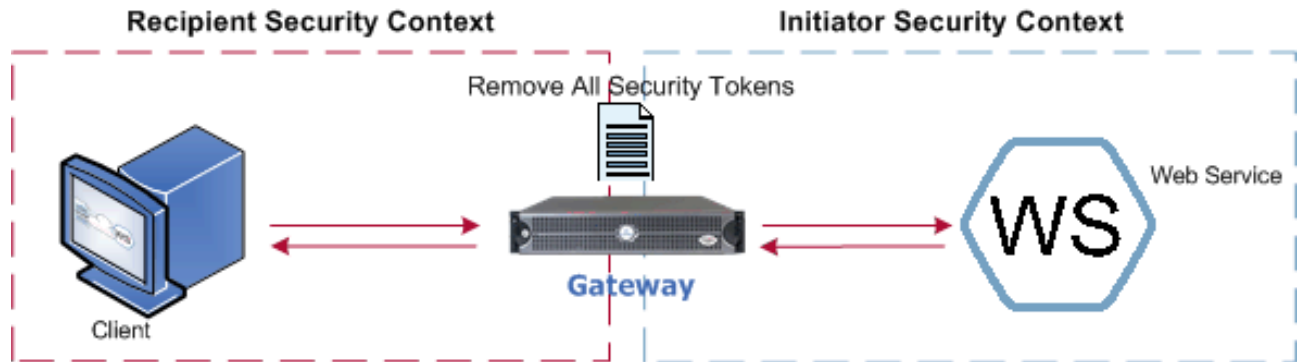 Recipient Security Context
Initiator Security Context
Remove All Security Tokens
WS
Web Service
Gateway
Client